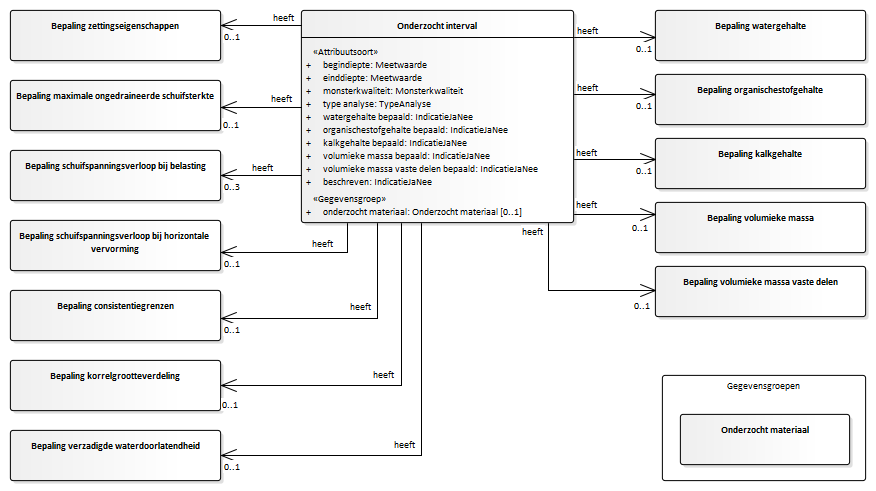 Bepaling zettingseigenschappen
heeft
0..1
Bepaling maximale ongedraineerde schuifsterkte
heeft
0..1
Bepaling schuifspanningsverloop bij belasting
heeft
0..3
Bepaling schuifspanningsverloop bij horizontale
vervorming
heeft
0..1
Bepaling consistentiegrenzen
heeft
0..1
Bepaling korrelgrootteverdeling
heeft
0..1
Bepaling verzadigde waterdoorlatendheid
heeft
0..1
Onderzocht interval
«Attribuutsoort»
+ begindiepte: Meetwaarde
+ einddiepte: Meetwaarde
+ monsterkwaliteit: Monsterkwaliteit
+ type analyse: TypeAnalyse
+ watergehalte bepaald: IndicatieJaNee
+ organischestofgehalte bepaald: IndicatieJaNee
+ kalkgehalte bepaald: IndicatieJaNee
+ volumieke massa bepaald: IndicatieJaNee
+ volumieke massa vaste delen bepaald: IndicatieJaNee
+ beschreven: IndicatieJaNee
«Gegevensgroep»
+ onderzocht materiaal: Onderzocht materiaal [0..1]
heeft
0..1
Bepaling watergehalte
heeft
0..1
Bepaling organischestofgehalte
heeft
0..1
Bepaling kalkgehalte
heeft
0..1
Bepaling volumieke massa
heeft
0..1
Bepaling volumieke massa vaste delen
Gegevensgroepen
Onderzocht materiaal